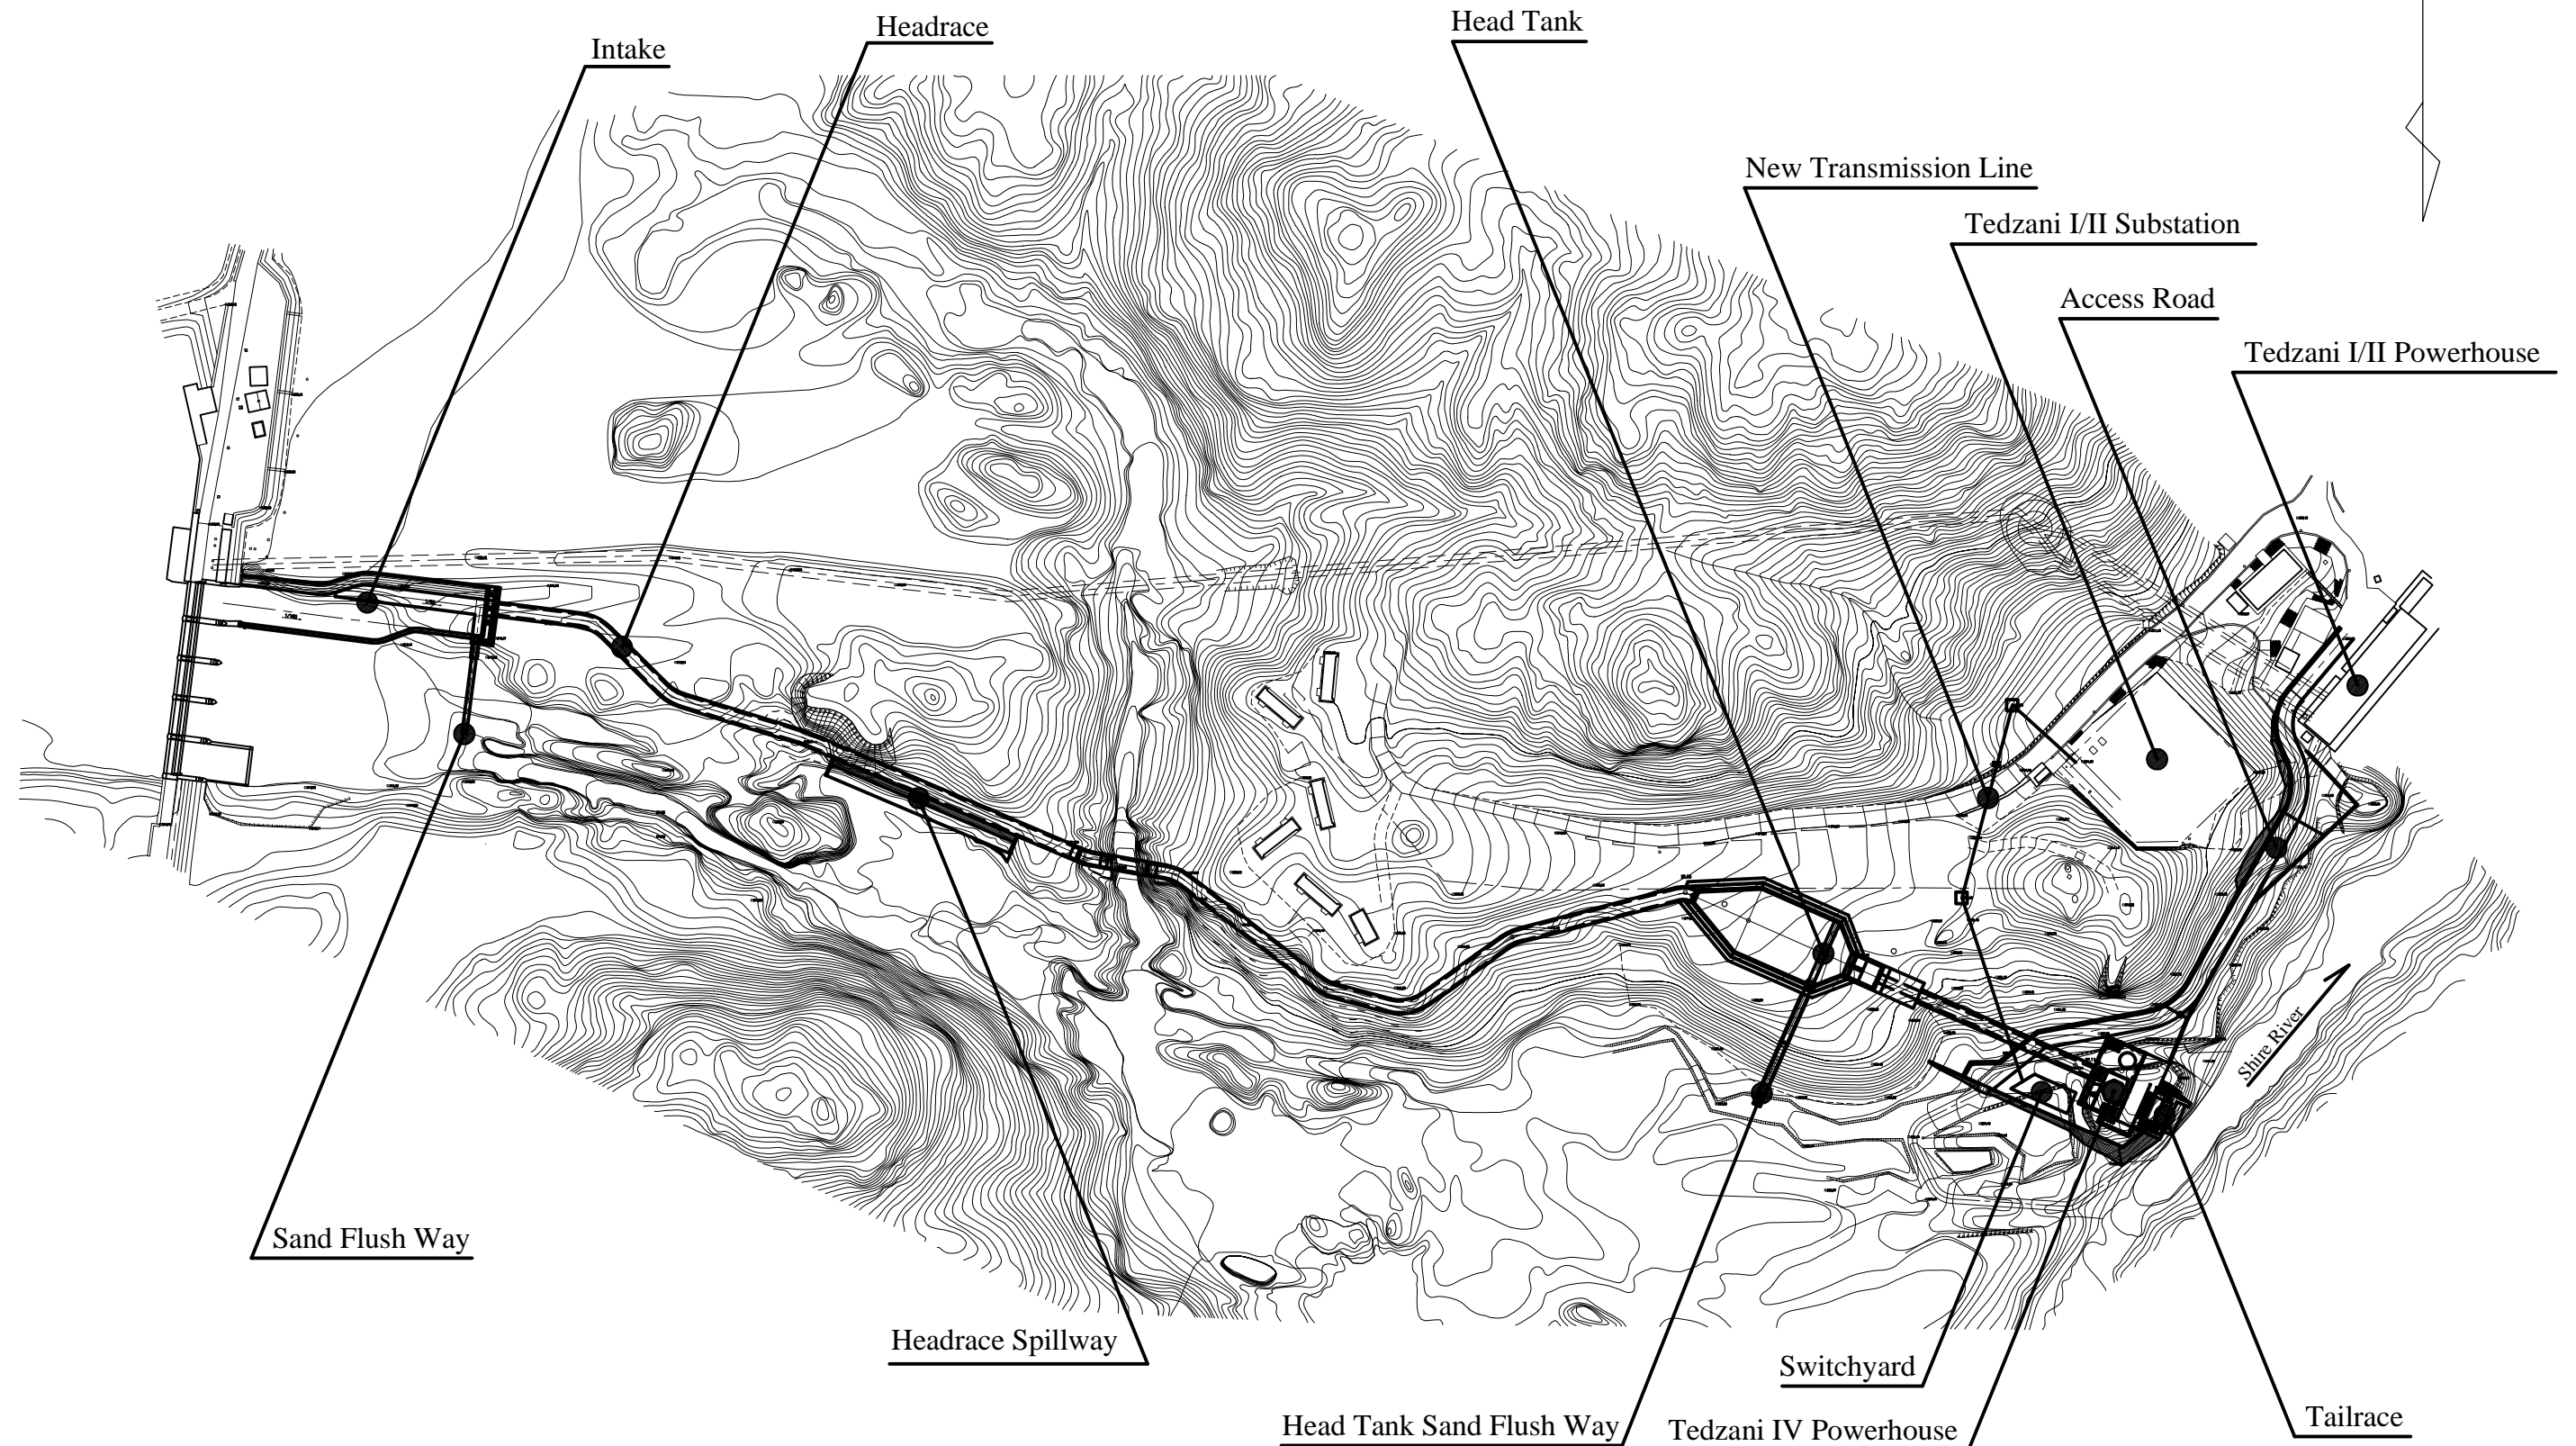 Head Tank
Headrace
Intake
New Transmission Line
Tedzani I/II Substation
Access Road
Tedzani I/II Powerhouse
Shire River
Sand Flush Way
Headrace Spillway
Switchyard
Head Tank Sand Flush Way
Tedzani IV Powerhouse
Tailrace